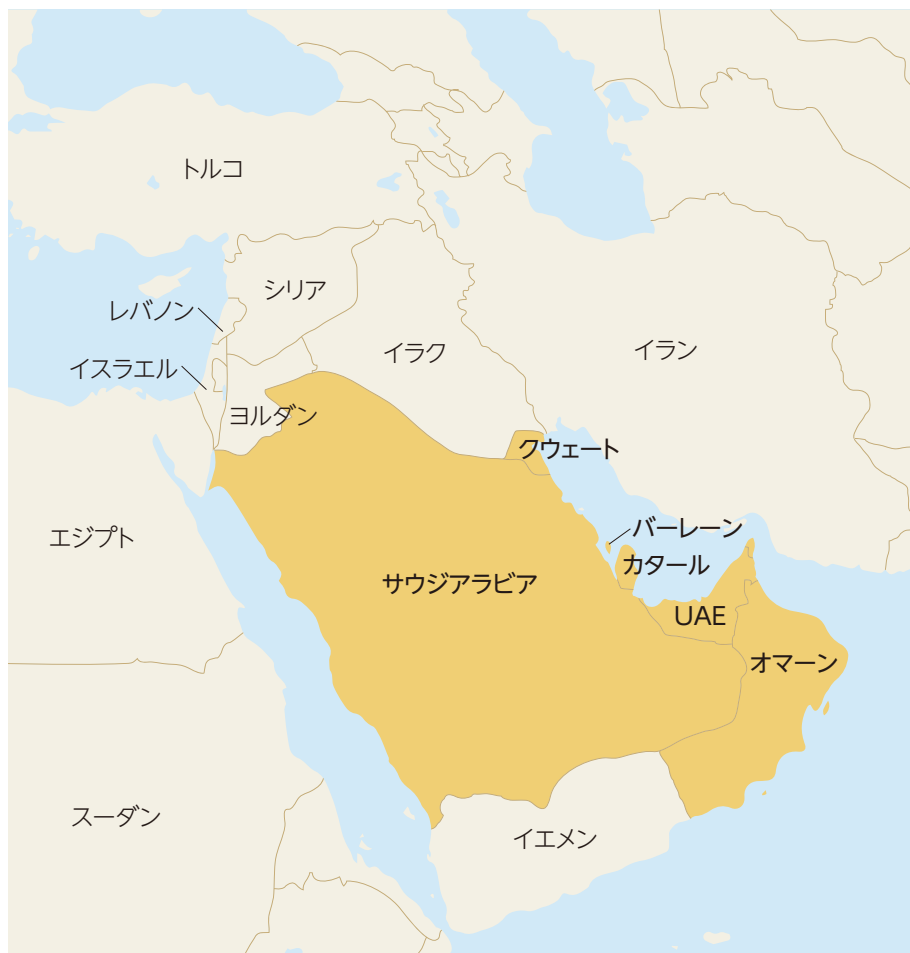 トルコ
シリア
レバノン
イラク
イラン
イスラエル
ヨルダン
クウェート
バーレーン
エジプト
カタール
サウジアラビア
UAE
オマーン
スーダン
イエメン